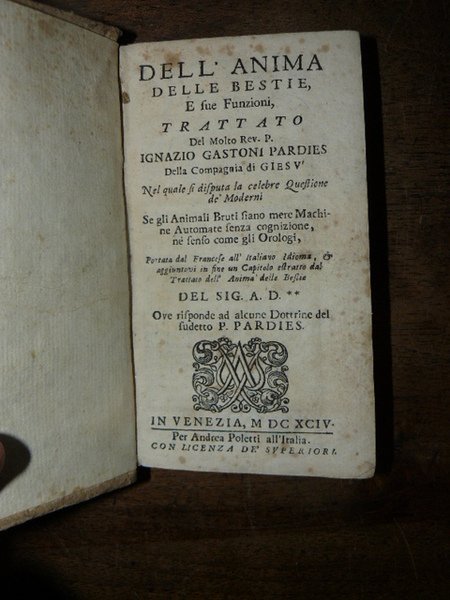 DELL' ANIMA
DELLE BESTIE,
E sue Funzioni,
TRATTATO
Del Molto Rev. P.
IGNAZIO GASTONI PARDIES
Della Compagnia di GIESV'
Nel quale si disputa la celebre Questione
de' Moderni
Se gli Animali Bruti siano mere Machi-
ne Automate senza cognizione,
nè senso come gli Orologi,
Portata dal Francese all' Italiano Idioma, &
aggiuntovi in fine un Capitolo estratto dal
Trattato dell' Anima delle Bestie
DEL SIG. A. D. **
Ove risponde ad alcune Dottrine del
sudetto P. PARDIES.
IN VENEZIA, M DC XCIV.
Per Andrea Poletti all'Italia.
CON LICENZA DE' SVPERIORI.